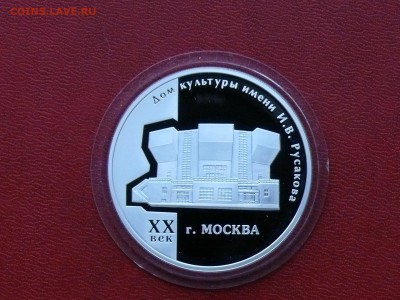 COINS.LAVE.RU
Дом культуры имени И.В. Русакова
XX
век
г. МОСКВА